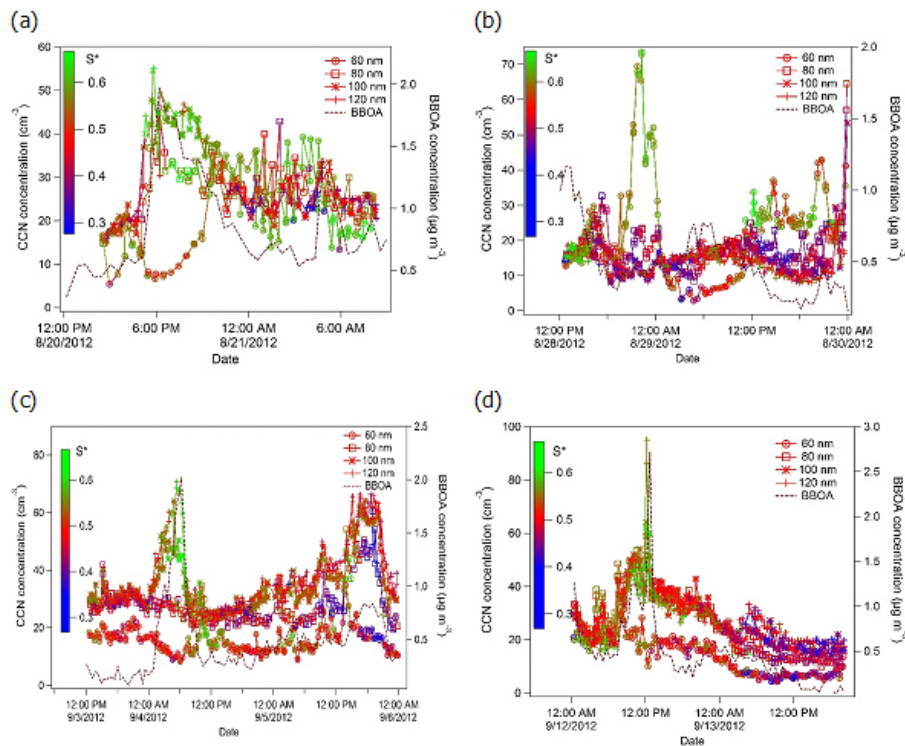 (a)
60
50
40
30
20
10
0
CCN concentration (cm⁻³)
S*
0.6
0.5
0.4
0.3
60 nm
80 nm
100 nm
120 nm
BBOA
2.0
1.5
1.0
0.5
BBOA concentration (µg m⁻³)
12:00 PM
8/20/2012
6:00 PM
12:00 AM
8/21/2012
6:00 AM
Date
(b)
70
60
50
40
30
20
10
0
CCN concentration (cm⁻³)
S*
0.6
0.5
0.4
0.3
60 nm
80 nm
100 nm
120 nm
BBOA
2.0
1.5
1.0
0.5
BBOA concentration (µg m⁻³)
12:00 PM
8/28/2012
12:00 AM
8/29/2012
12:00 PM
12:00 AM
8/30/2012
Date
(c)
80
60
40
20
0
CCN concentration (cm⁻³)
S*
0.6
0.5
0.4
0.3
60 nm
80 nm
100 nm
120 nm
BBOA
2.5
2.0
1.5
1.0
0.5
BBOA concentration (µg m⁻³)
12:00 PM
9/3/2012
12:00 AM
9/4/2012
12:00 PM
12:00 AM
9/5/2012
12:00 PM
12:00 AM
9/6/2012
Date
(d)
100
80
60
40
20
0
CCN concentration (cm⁻³)
S*
0.6
0.5
0.4
0.3
60 nm
80 nm
100 nm
120 nm
BBOA
3.0
2.5
2.0
1.5
1.0
0.5
BBOA concentration (µg m⁻³)
12:00 AM
9/12/2012
12:00 PM
12:00 AM
9/13/2012
12:00 PM
Date